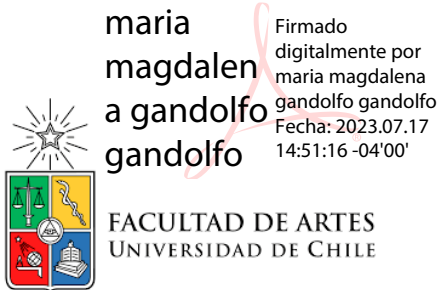 maria
magdalen
a gandolfo
gandolfo
Firmado
digitalmente por
maria magdalena
gandolfo gandolfo
Fecha: 2023.07.17
14:51:16 -04'00'
FACULTAD DE ARTES
UNIVERSIDAD DE CHILE